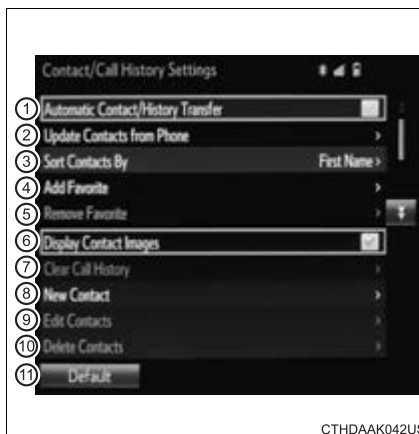 Contact/Call History Settings
1 Automatic Contact/History Transfer
2 Update Contacts from Phone >
3 Sort Contacts By First Name >
4 Add Favorite >
5 Remove Favorite >
6 Display Contact Images
7 Clear Call History >
8 New Contact >
9 Edit Contacts >
10 Delete Contacts >
11 Default
CTHDAAK042US